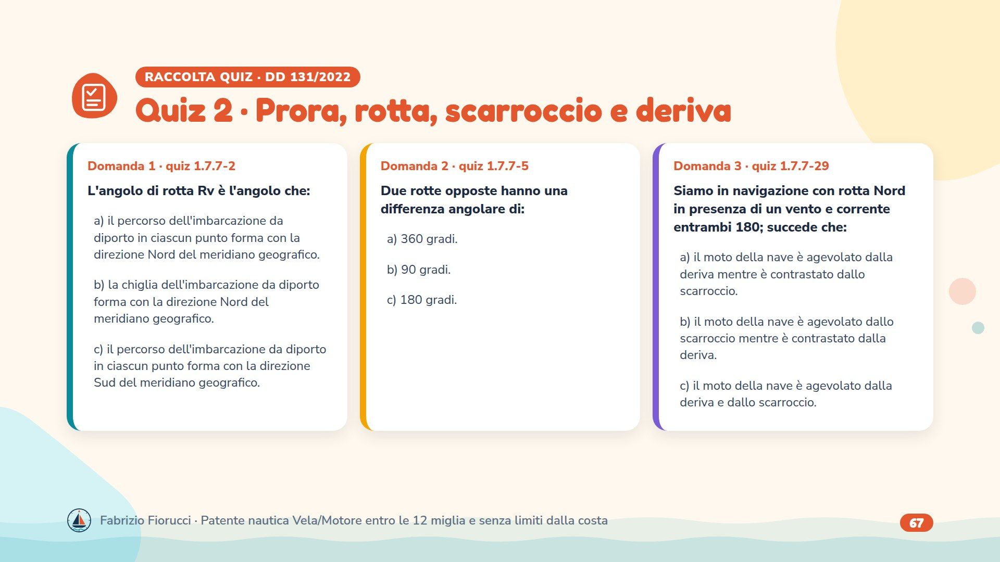 RACCOLTA QUIZ · DD 131/2022
Quiz 2 · Prora, rotta, scarroccio e deriva
Domanda 1 · quiz 1.7.7-2
L'angolo di rotta Rv è l'angolo che:
a) il percorso dell'imbarcazione da
diporto in ciascun punto forma con la
direzione Nord del meridiano geografico.
b) la chiglia dell'imbarcazione da diporto
forma con la direzione Nord del
meridiano geografico.
c) il percorso dell'imbarcazione da diporto
in ciascun punto forma con la direzione
Sud del meridiano geografico.
Domanda 2 · quiz 1.7.7-5
Due rotte opposte hanno una
differenza angolare di:
a) 360 gradi.
b) 90 gradi.
c) 180 gradi.
Domanda 3 · quiz 1.7.7-29
Siamo in navigazione con rotta Nord
in presenza di un vento e corrente
entrambi 180; succede che:
a) il moto della nave è agevolato dalla
deriva mentre è contrastato dallo
scarroccio.
b) il moto della nave è agevolato dallo
scarroccio mentre è contrastato dalla
deriva.
c) il moto della nave è agevolato dalla
deriva e dallo scarroccio.
Fabrizio Fiorucci · Patente nautica Vela/Motore entro le 12 miglia e senza limiti dalla costa
67